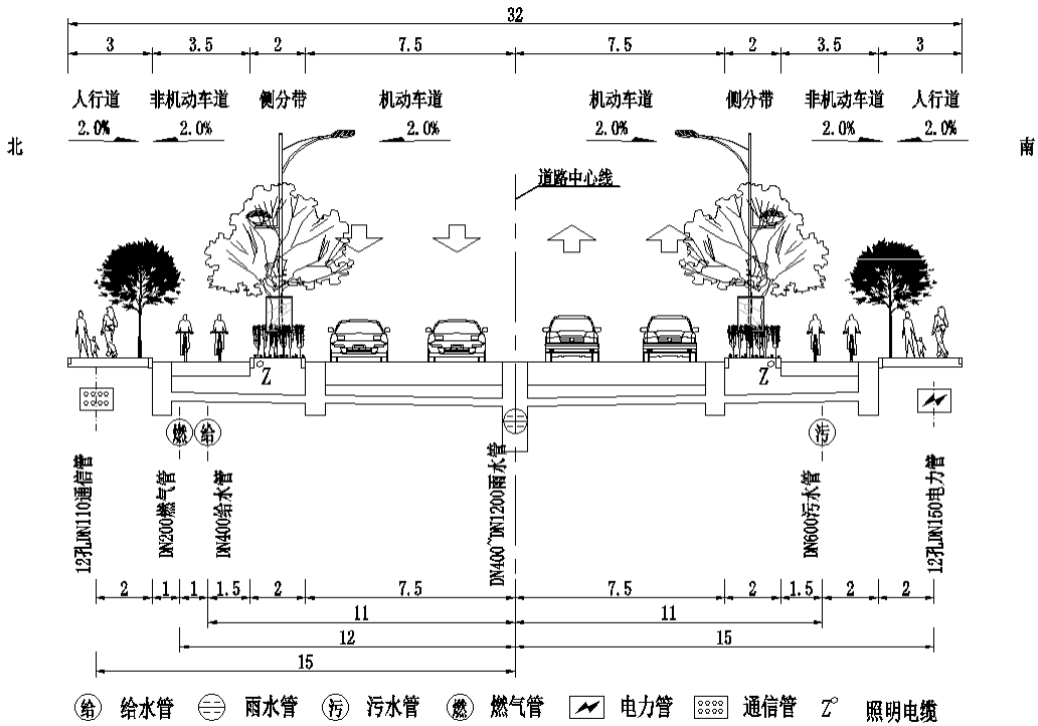 32
3 3.5 2 7.5 7.5 2 3.5 3
人行道 非机动车道 侧分带 机动车道 机动车道 侧分带 非机动车道 人行道
2.0% 2.0% 2.0% 2.0% 2.0% 2.0%
北 南
道路中心线
Z Z
燃 给 污
12孔DN110通信管
DN200燃气管
DN400给水管
DN400~DN1200雨水管
DN600污水管
12孔DN150电力管
2 1 1 1.5 2 7.5 7.5 2 1.5 2 2
11 11
12 15
15
给 给水管 雨水管 污 污水管 燃 燃气管 电力管 通信管 Z 照明电缆